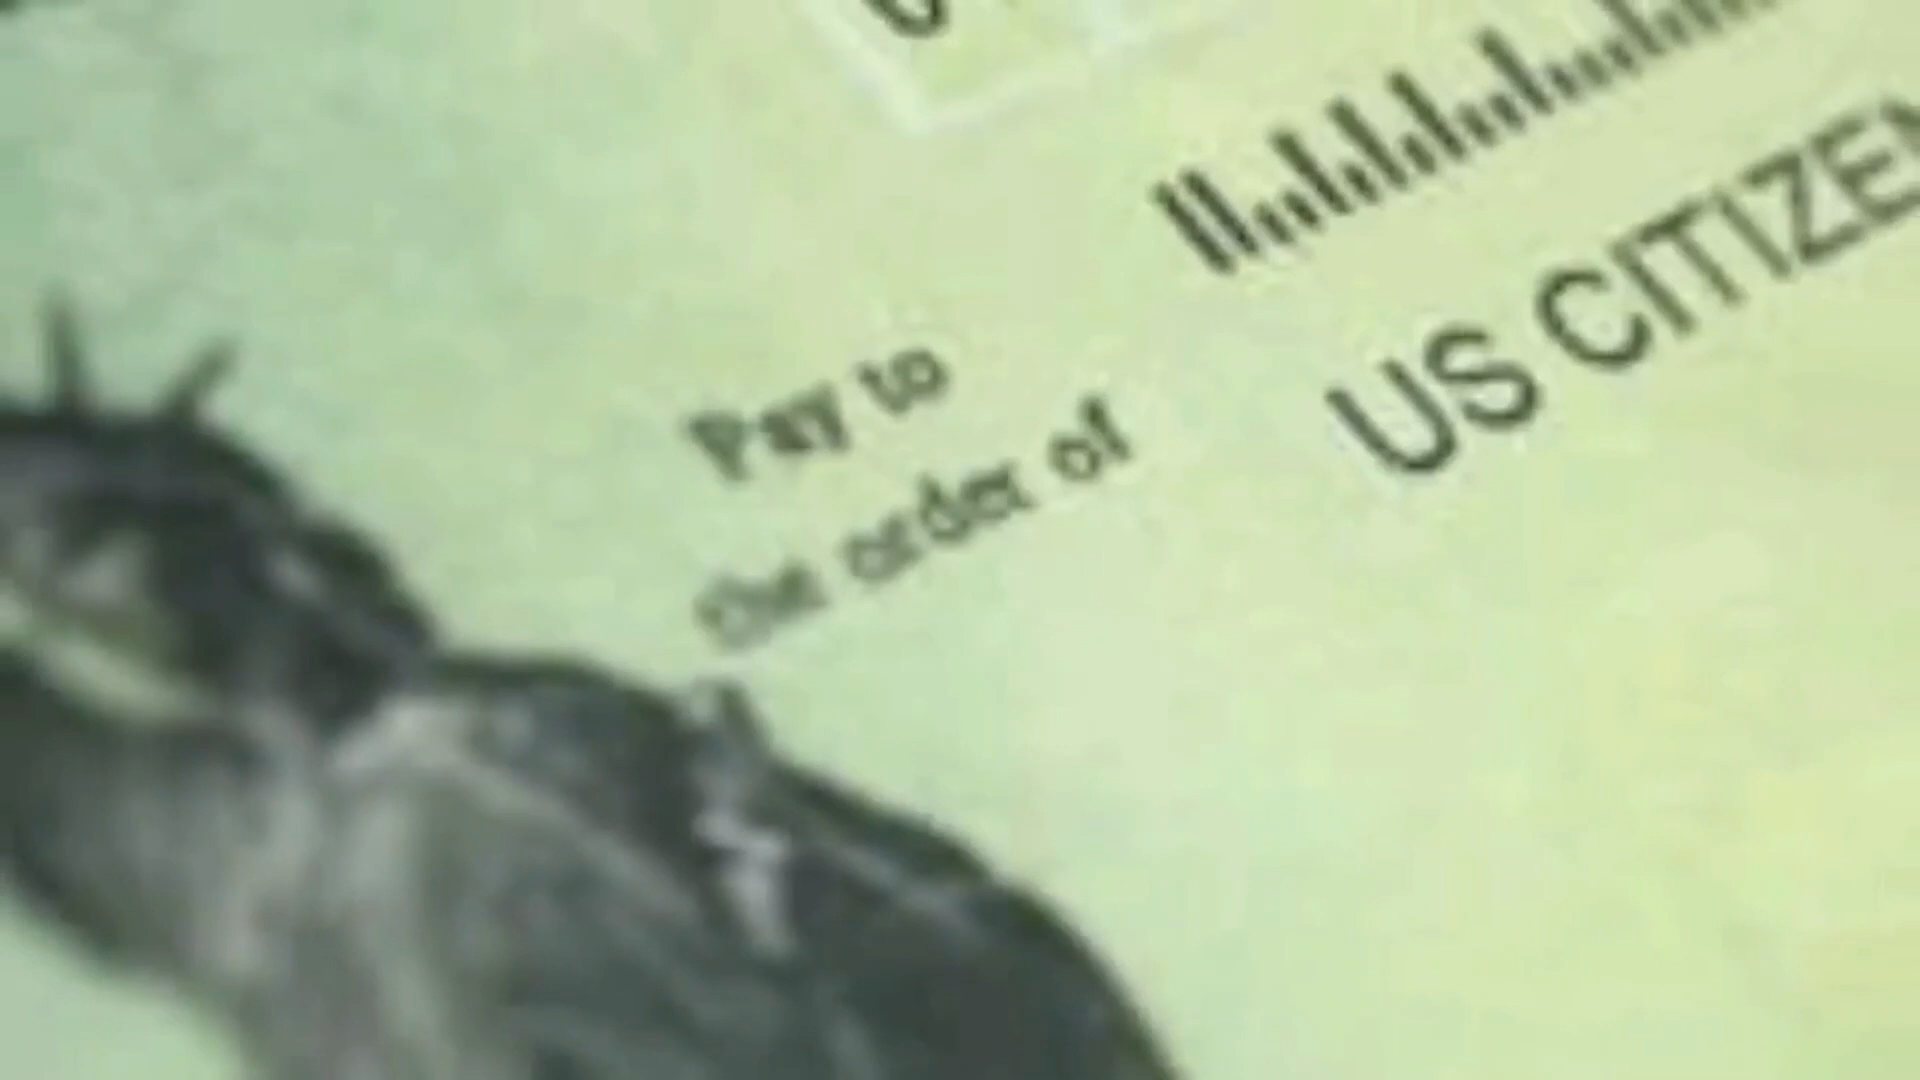 Pay to
the order of
US CITIZEN